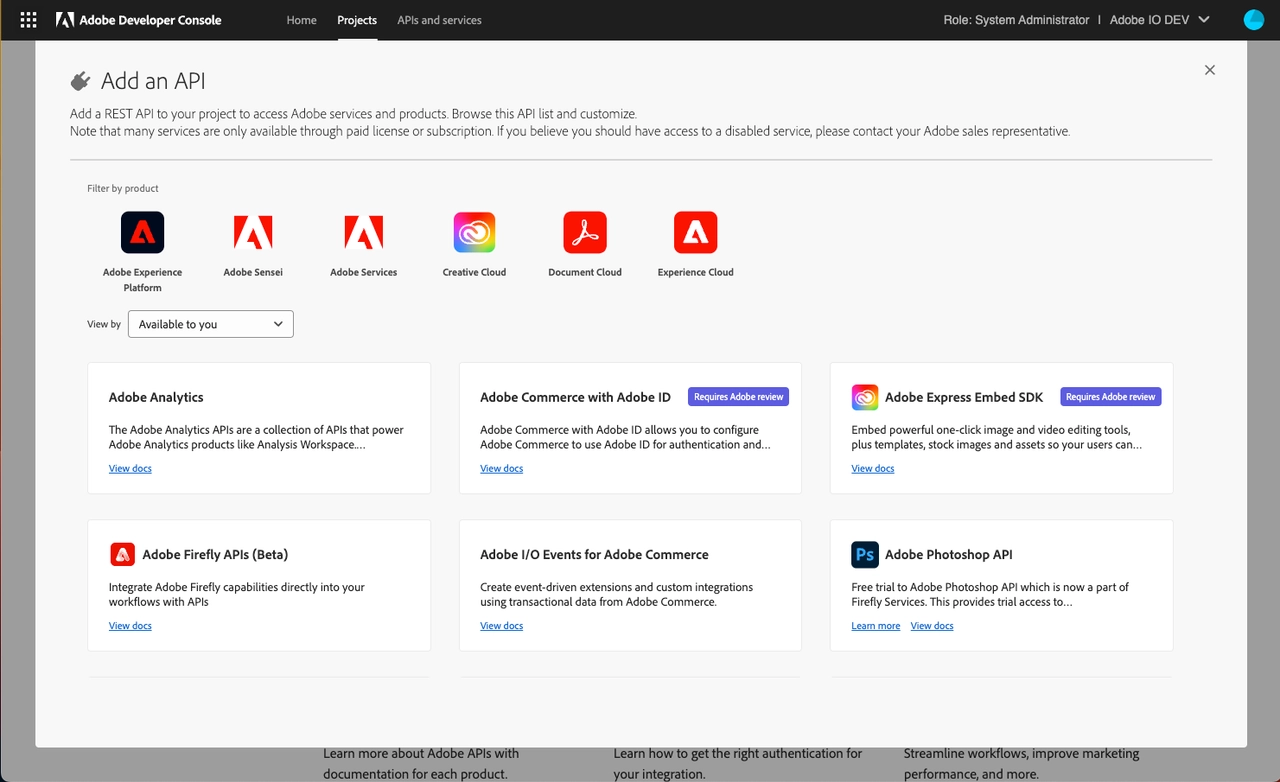 Adobe Developer Console
Home
Projects
APIs and services
Role: System Administrator | Adobe IO DEV
Add an API
Add a REST API to your project to access Adobe services and products. Browse this API list and customize.
Note that many services are only available through paid license or subscription. If you believe you should have access to a disabled service, please contact your Adobe sales representative.
Filter by product
Adobe Experience
Platform
Adobe Sensei
Adobe Services
Creative Cloud
Document Cloud
Experience Cloud
View by
Available to you
Adobe Analytics
The Adobe Analytics APIs are a collection of APIs that power
Adobe Analytics products like Analysis Workspace....
View docs
Adobe Commerce with Adobe ID
Requires Adobe review
Adobe Commerce with Adobe ID allows you to configure
Adobe Commerce to use Adobe ID for authentication and...
View docs
Adobe Express Embed SDK
Requires Adobe review
Embed powerful one-click image and video editing tools,
plus templates, stock images and assets so your users can...
View docs
Adobe Firefly APIs (Beta)
Integrate Adobe Firefly capabilities directly into your
workflows with APIs
View docs
Adobe I/O Events for Adobe Commerce
Create event-driven extensions and custom integrations
using transactional data from Adobe Commerce.
View docs
Ps
Adobe Photoshop API
Free trial to Adobe Photoshop API which is now a part of
Firefly Services. This provides trial access to...
Learn more
View docs
Learn more about Adobe APIs with
documentation for each product.
Learn how to get the right authentication for
your integration.
Streamline workflows, improve marketing
performance, and more.